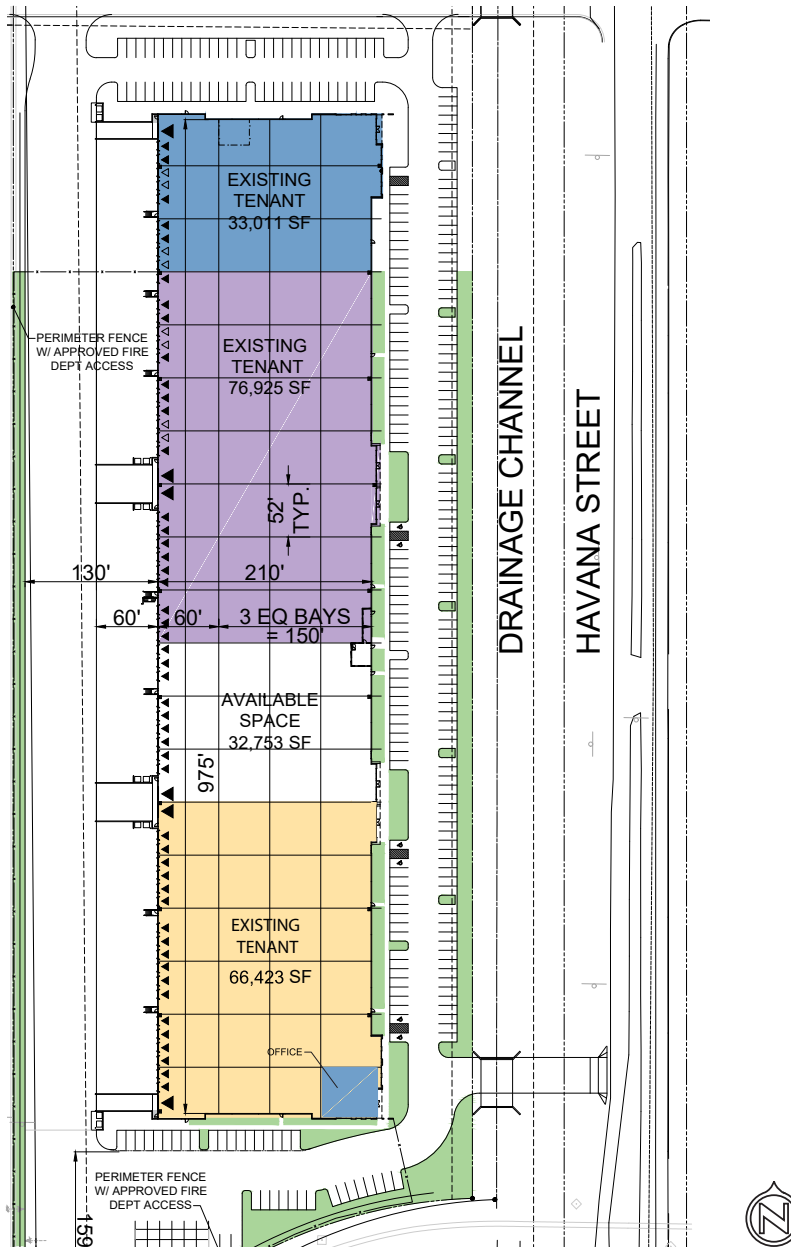 EXISTING
TENANT
33,011 SF
PERIMETER FENCE
W/ APPROVED FIRE
DEPT ACCESS
EXISTING
TENANT
76,925 SF
52'
TYP.
DRAINAGE CHANNEL
HAVANA STREET
130'
210'
60'
60'
3 EQ BAYS
= 150'
AVAILABLE
SPACE
32,753 SF
975'
EXISTING
TENANT
66,423 SF
OFFICE
PERIMETER FENCE
W/ APPROVED FIRE
DEPT ACCESS
159
N